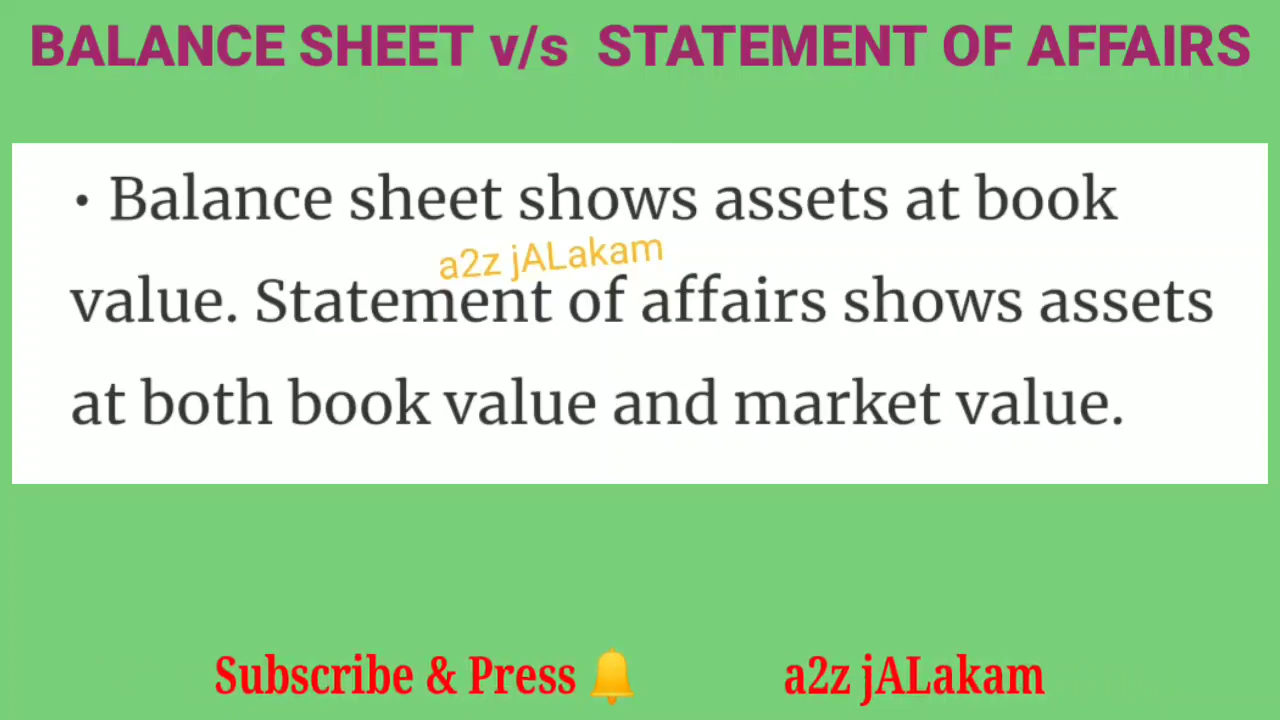 BALANCE SHEET v/s STATEMENT OF AFFAIRS
• Balance sheet shows assets at book
a2z jALakam
value. Statement of affairs shows assets
at both book value and market value.
Subscribe & Press 🔔 a2z jALakam